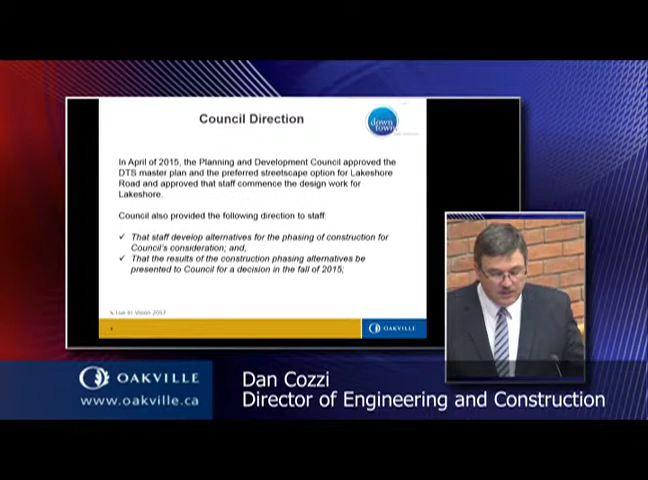 Council Direction
down
town
In April of 2015, the Planning and Development Council approved the
DTS master plan and the preferred streetscape option for Lakeshore
Road and approved that staff commence the design work for
Lakeshore.
Council also provided the following direction to staff:
✓ That staff develop alternatives for the phasing of construction for
Council's consideration; and,
✓ That the results of the construction phasing alternatives be
presented to Council for a decision in the fall of 2015;
Vision 2057
OAKVILLE
OAKVILLE
www.oakville.ca
Dan Cozzi
Director of Engineering and Construction